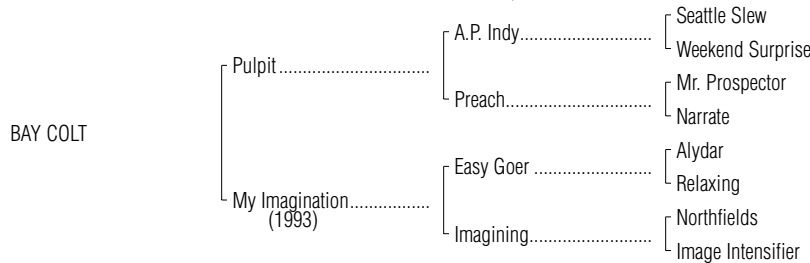 Seattle Slew
A.P. Indy..............................
Weekend Surprise
Pulpit..................................
Mr. Prospector
Preach.................................
Narrate
BAY COLT
Alydar
Easy Goer ...........................
Relaxing
My Imagination..................
(1993)
Northfields
Imagining............................
Image Intensifier